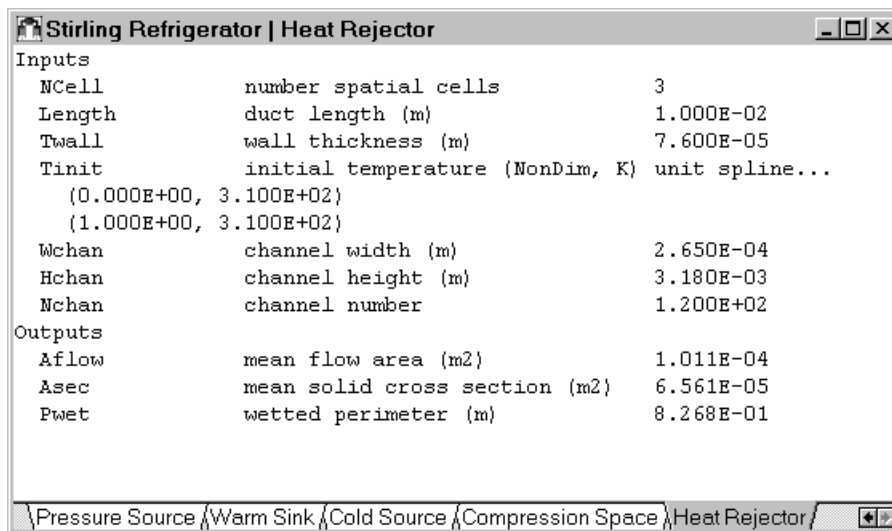 Stirling Refrigerator | Heat Rejector
Inputs
NCell number spatial cells 3
Length duct length (m) 1.000E-02
Twall wall thickness (m) 7.600E-05
Tinit initial temperature (NonDim, K) unit spline...
(0.000E+00, 3.100E+02)
(1.000E+00, 3.100E+02)
Wchan channel width (m) 2.650E-04
Hchan channel height (m) 3.180E-03
Nchan channel number 1.200E+02
Outputs
Aflow mean flow area (m2) 1.011E-04
Asec mean solid cross section (m2) 6.561E-05
Pwet wetted perimeter (m) 8.268E-01
Pressure Source Warm Sink Cold Source Compression Space Heat Rejector